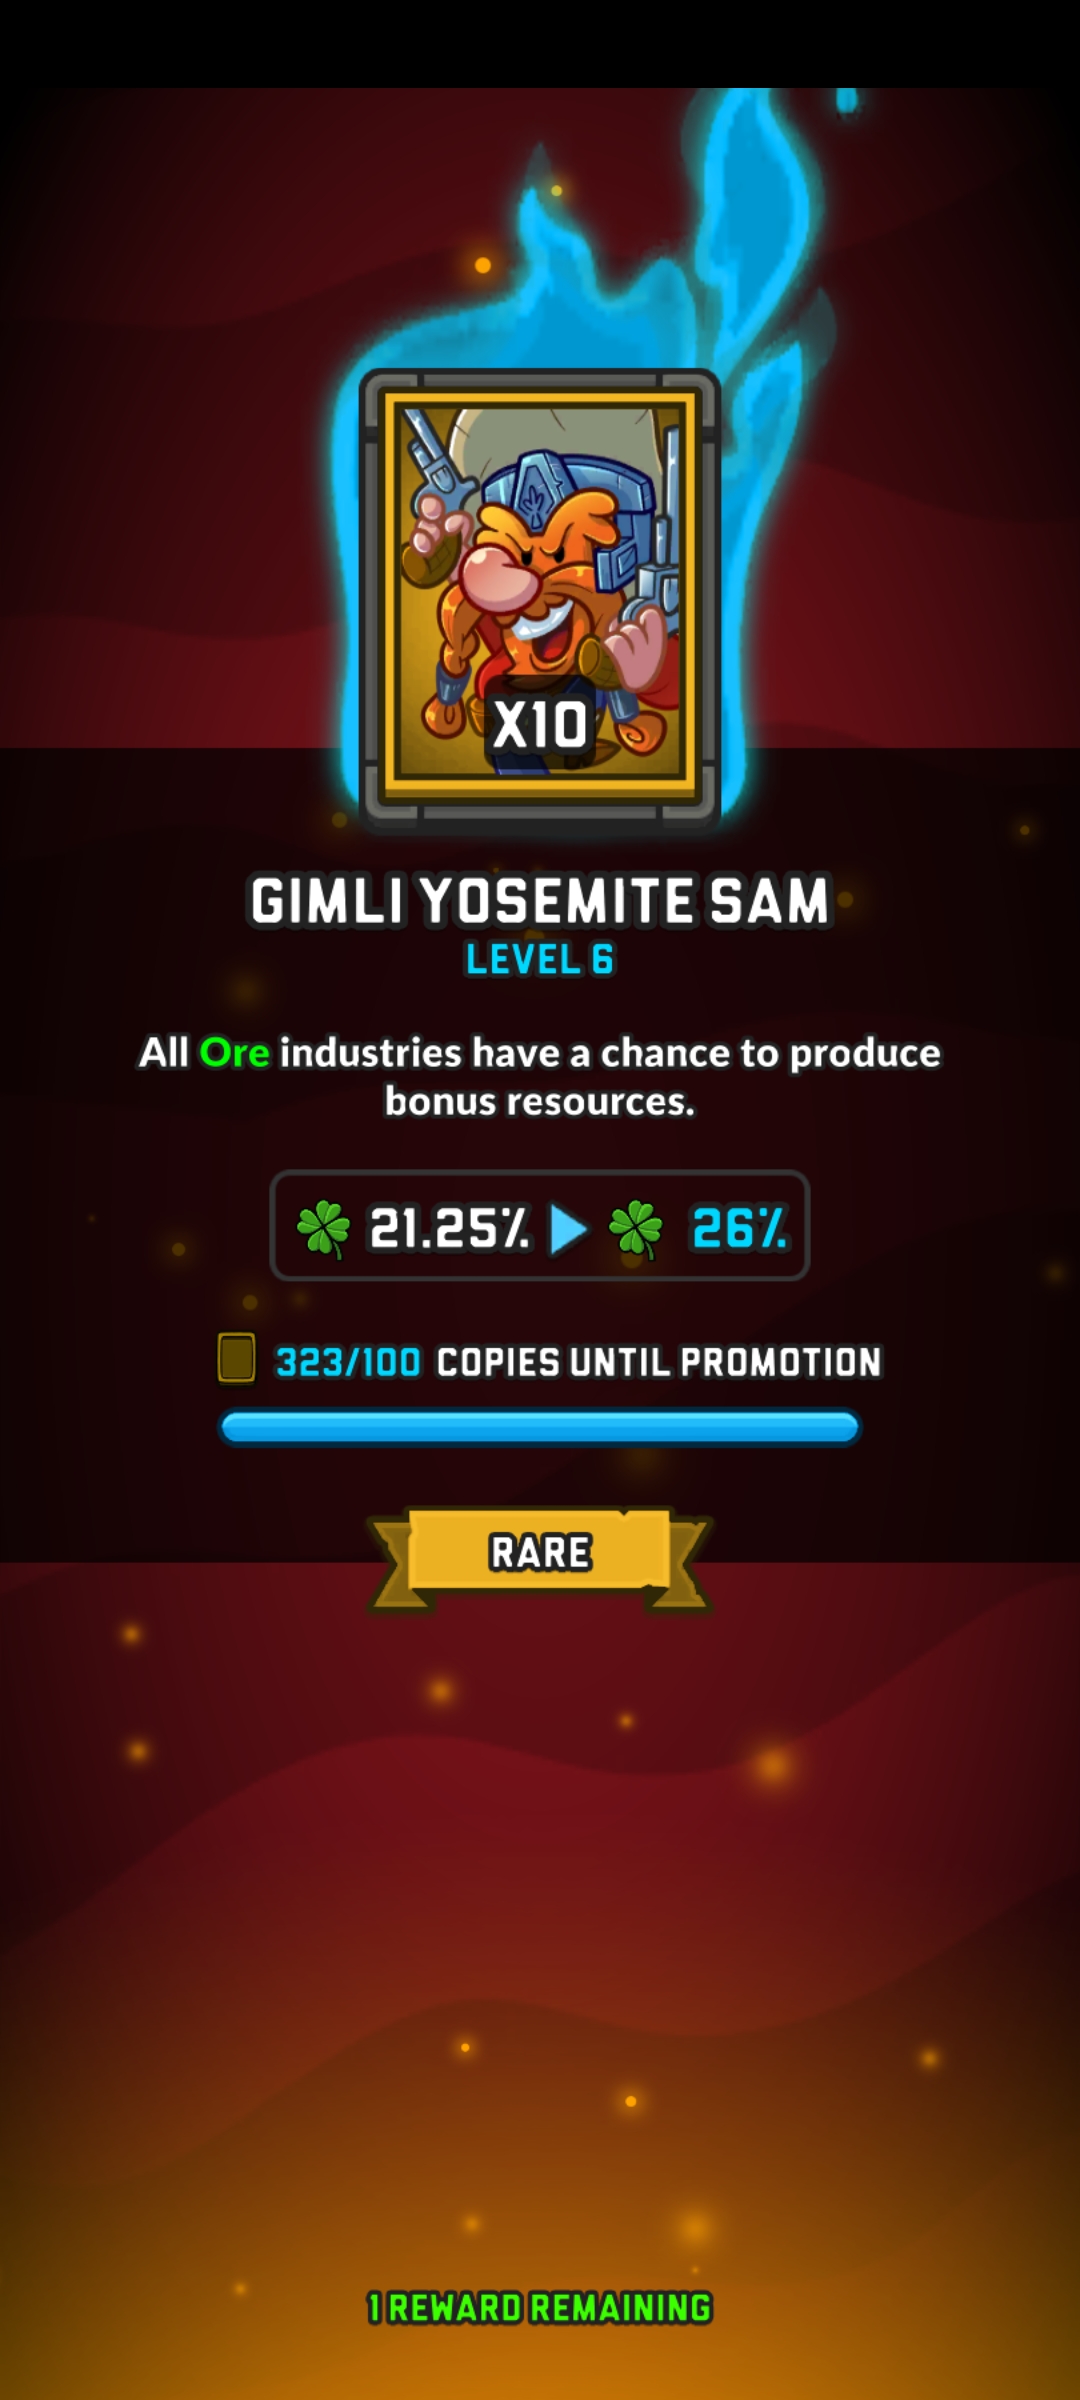 X10
GIMLI YOSEMITE SAM
LEVEL 6
All Ore industries have a chance to produce
bonus resources.
21.25% 26%
323/100 COPIES UNTIL PROMOTION
RARE
1 REWARD REMAINING